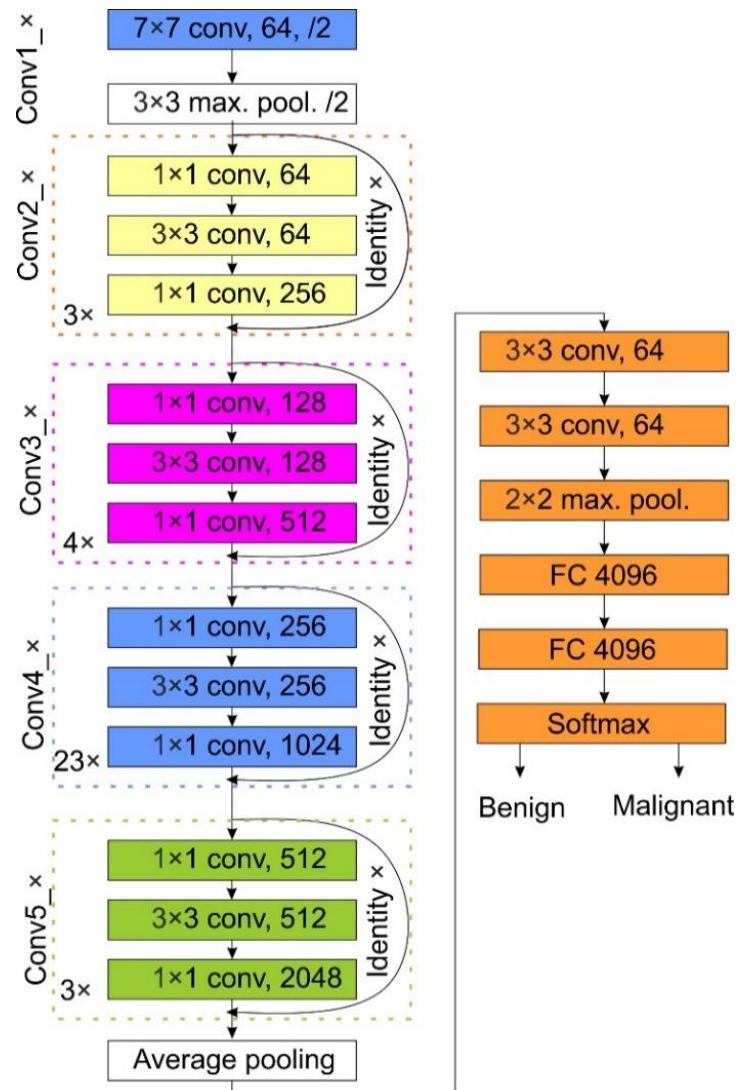 Conv1_×
7×7 conv, 64, /2
3×3 max. pool. /2
Conv2_×
1×1 conv, 64
3×3 conv, 64
1×1 conv, 256
Identity ×
3×
Conv3_×
1×1 conv, 128
3×3 conv, 128
1×1 conv, 512
Identity ×
4×
Conv4_×
1×1 conv, 256
3×3 conv, 256
1×1 conv, 1024
Identity ×
23×
Conv5_×
1×1 conv, 512
3×3 conv, 512
1×1 conv, 2048
Identity ×
3×
Average pooling
3×3 conv, 64
3×3 conv, 64
2×2 max. pool.
FC 4096
FC 4096
Softmax
Benign
Malignant